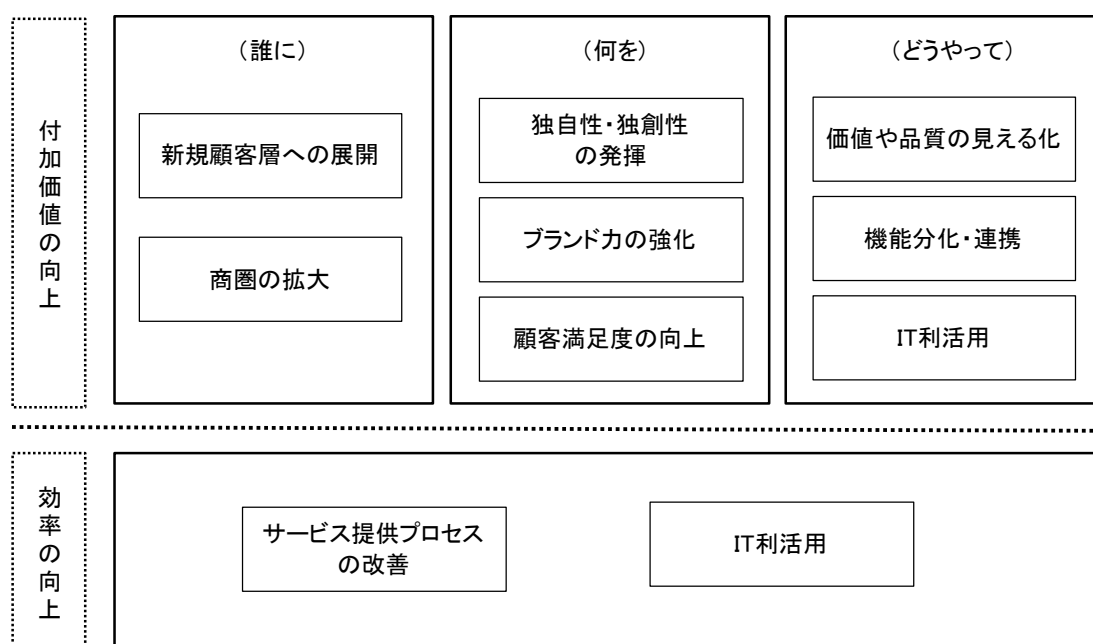 付加価値の向上
（誰に）
新規顧客層への展開
商圏の拡大
（何を）
独自性・独創性
の発揮
ブランド力の強化
顧客満足度の向上
（どうやって）
価値や品質の見える化
機能分化・連携
IT利活用
効率の向上
サービス提供プロセス
の改善
IT利活用